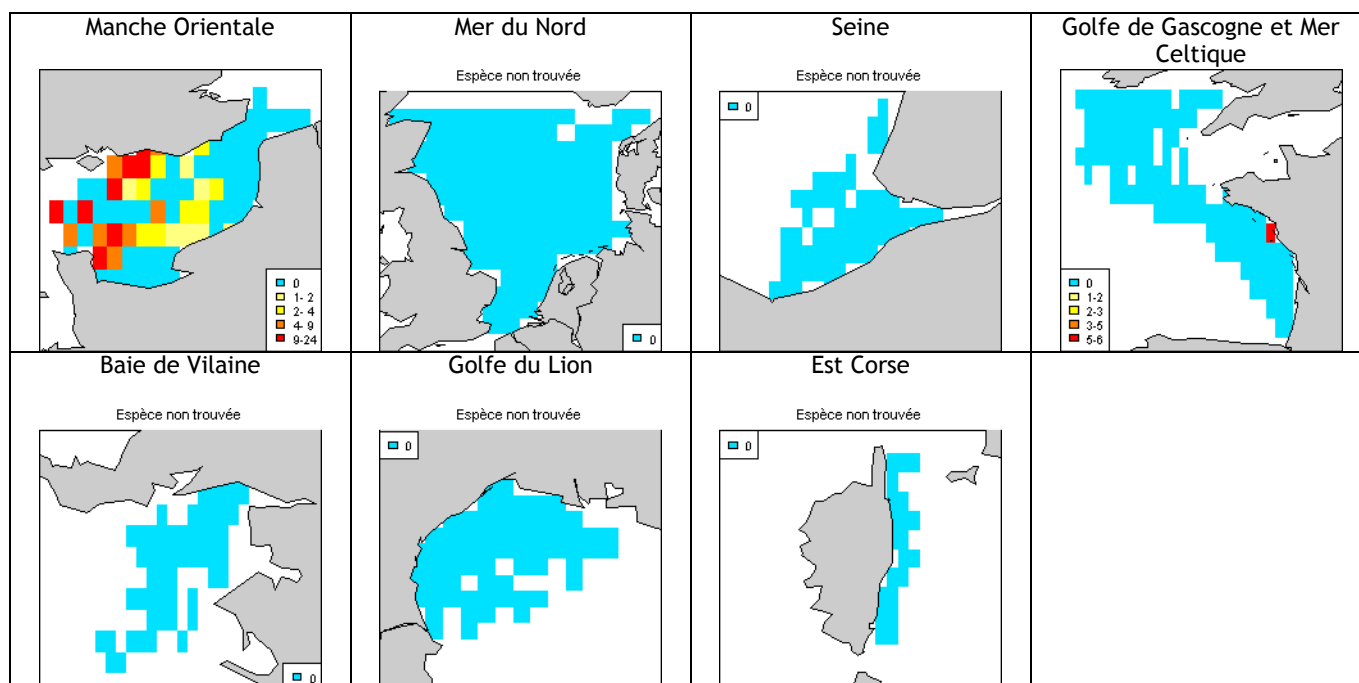 Manche Orientale
Mer du Nord
Seine
Golfe de Gascogne et Mer
Celtique
Espèce non trouvée
Espèce non trouvée
0
1- 2
2- 4
4- 9
9-24
0
0
0
1-2
2-3
3-5
5-6
Baie de Vilaine
Golfe du Lion
Est Corse
Espèce non trouvée
Espèce non trouvée
Espèce non trouvée
0
0
0